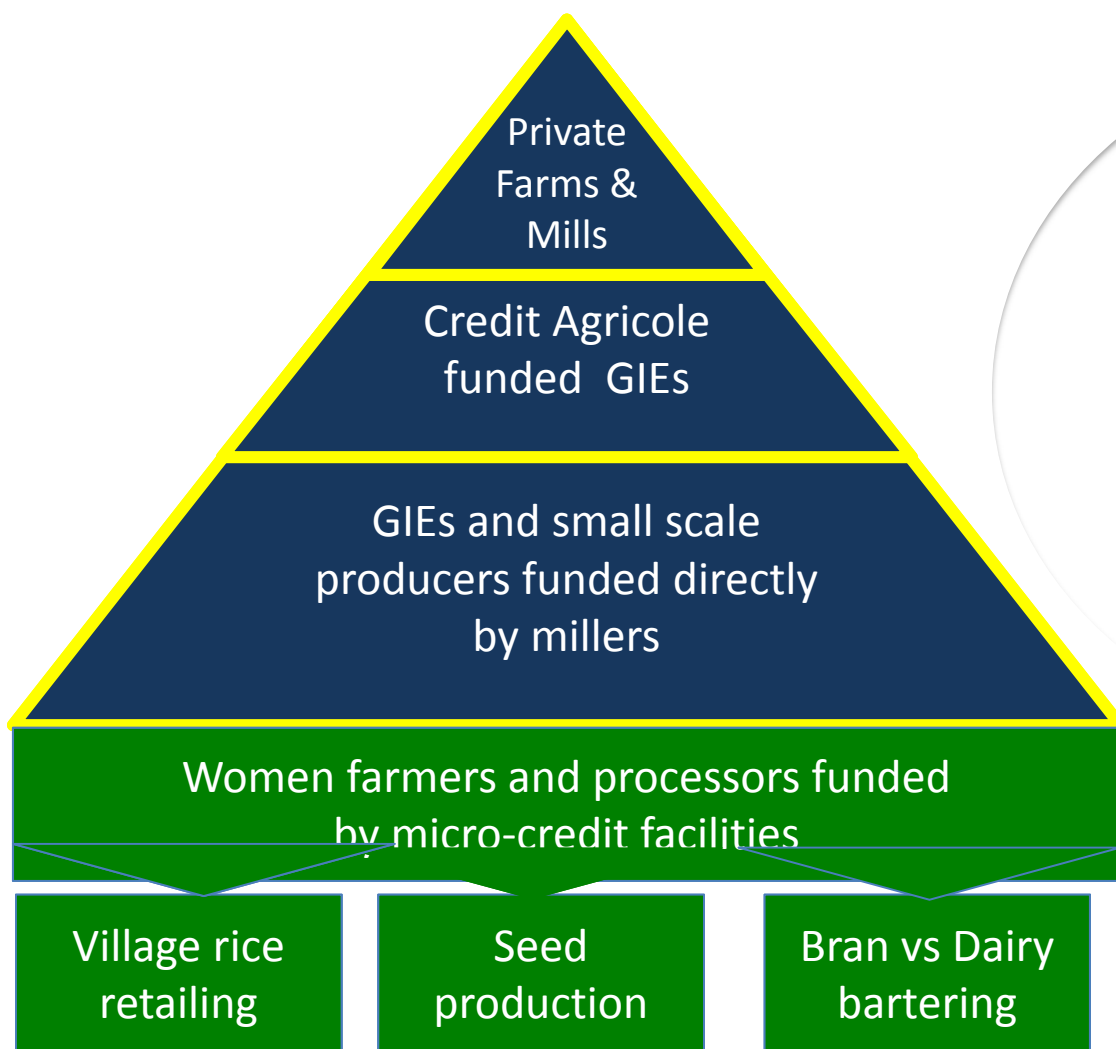 Private
Farms &
Mills
Credit Agricole
funded GIEs
GIEs and small scale
producers funded directly
by millers
Women farmers and processors funded
by micro-credit facilities
Village rice
retailing
Seed
production
Bran vs Dairy
bartering